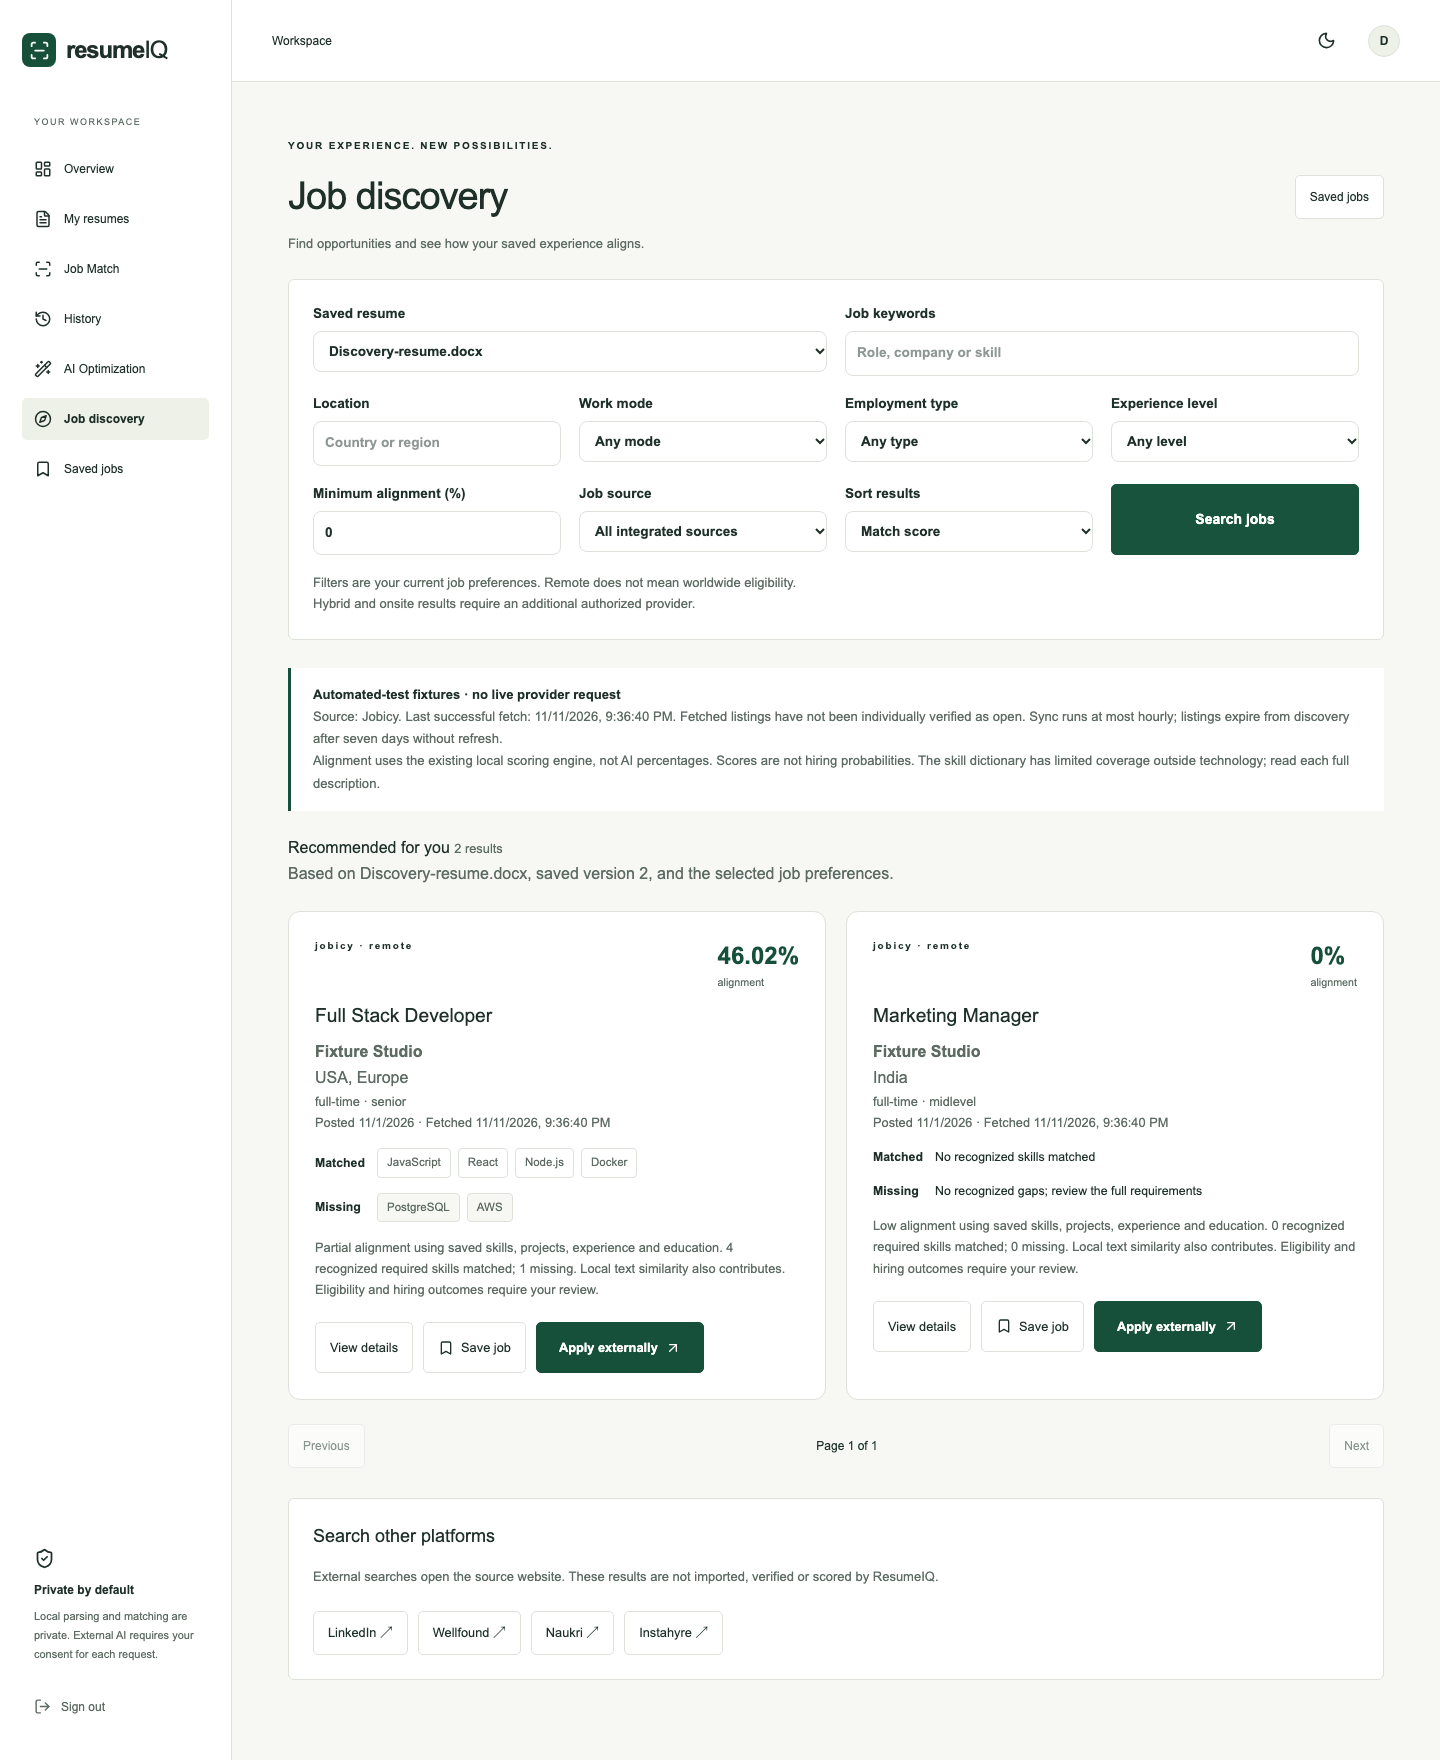 resumeIQ
Workspace
D
YOUR WORKSPACE
Overview
My resumes
Job Match
History
AI Optimization
Job discovery
Saved jobs
YOUR EXPERIENCE. NEW POSSIBILITIES.
Job discovery
Saved jobs
Find opportunities and see how your saved experience aligns.
Saved resume
Discovery-resume.docx
Job keywords
Role, company or skill
Location
Country or region
Work mode
Any mode
Employment type
Any type
Experience level
Any level
Minimum alignment (%)
0
Job source
All integrated sources
Sort results
Match score
Search jobs
Filters are your current job preferences. Remote does not mean worldwide eligibility.
Hybrid and onsite results require an additional authorized provider.
Automated-test fixtures · no live provider request
Source: Jobicy. Last successful fetch: 11/11/2026, 9:36:40 PM. Fetched listings have not been individually verified as open. Sync runs at most hourly; listings expire from discovery
after seven days without refresh.
Alignment uses the existing local scoring engine, not AI percentages. Scores are not hiring probabilities. The skill dictionary has limited coverage outside technology; read each full
description.
Recommended for you 2 results
Based on Discovery-resume.docx, saved version 2, and the selected job preferences.
jobicy · remote
46.02%
alignment
Full Stack Developer
Fixture Studio
USA, Europe
full-time · senior
Posted 11/1/2026 · Fetched 11/11/2026, 9:36:40 PM
Matched JavaScript React Node.js Docker
Missing PostgreSQL AWS
Partial alignment using saved skills, projects, experience and education. 4
recognized required skills matched; 1 missing. Local text similarity also contributes.
Eligibility and hiring outcomes require your review.
View details Save job Apply externally
jobicy · remote
0%
alignment
Marketing Manager
Fixture Studio
India
full-time · midlevel
Posted 11/1/2026 · Fetched 11/11/2026, 9:36:40 PM
Matched No recognized skills matched
Missing No recognized gaps; review the full requirements
Low alignment using saved skills, projects, experience and education. 0 recognized
required skills matched; 0 missing. Local text similarity also contributes. Eligibility and
hiring outcomes require your review.
View details Save job Apply externally
Previous
Page 1 of 1
Next
Search other platforms
External searches open the source website. These results are not imported, verified or scored by ResumeIQ.
LinkedIn ↗ Wellfound ↗ Naukri ↗ Instahyre ↗
Private by default
Local parsing and matching are
private. External AI requires your
consent for each request.
Sign out